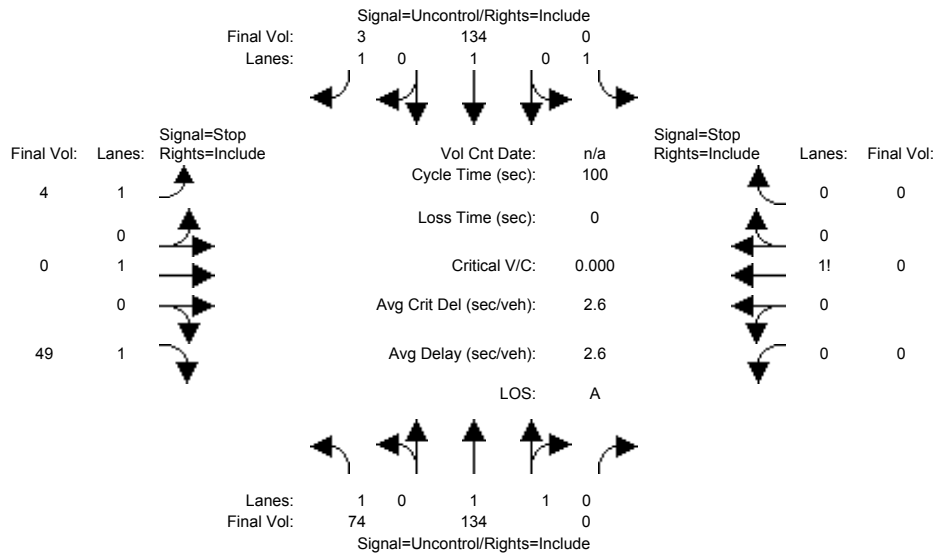 Signal=Uncontrol/Rights=Include
Final Vol: 3 134 0
Lanes: 1 0 1 0 1
Signal=Stop Signal=Stop
Final Vol: Lanes: Rights=Include Vol Cnt Date: n/a Rights=Include Lanes: Final Vol:
Cycle Time (sec): 100
4 1 0 0
Loss Time (sec): 0
0 0
0 1 Critical V/C: 0.000 1! 0
0 Avg Crit Del (sec/veh): 2.6 0
49 1 Avg Delay (sec/veh): 2.6 0 0
LOS: A
Lanes: 1 0 1 1 0
Final Vol: 74 134 0
Signal=Uncontrol/Rights=Include